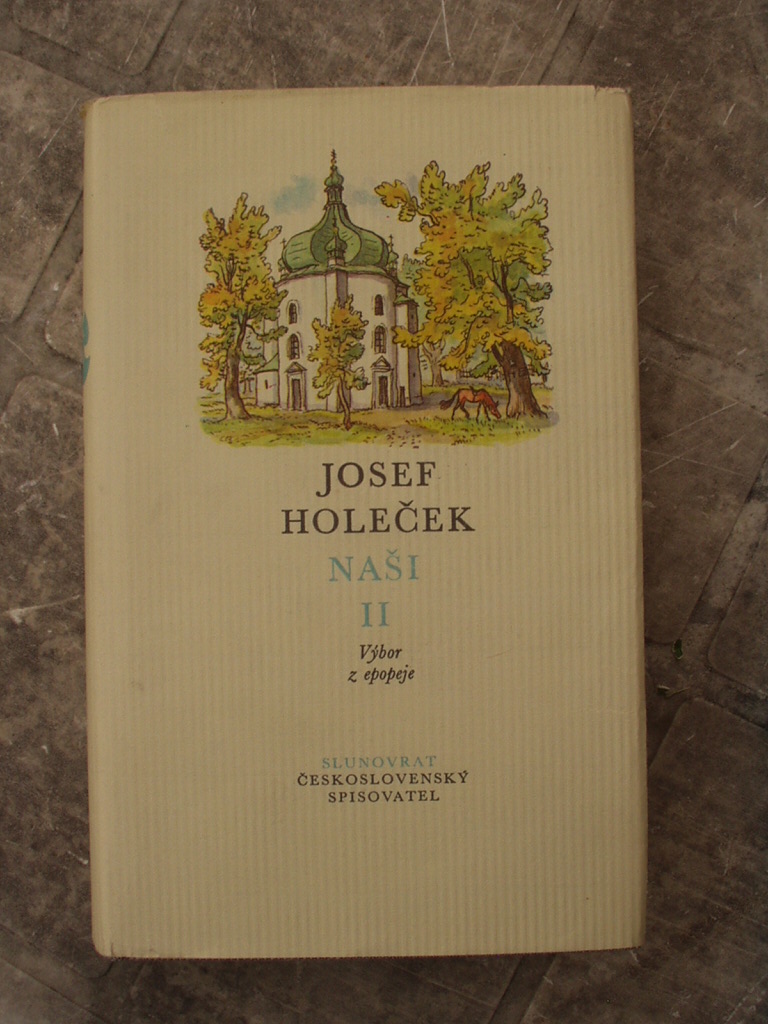 JOSEF
HOLEČEK
NAŠI
II
Výbor
z epopeje
SLUNOVRAT
ČESKOSLOVENSKÝ
SPISOVATEL